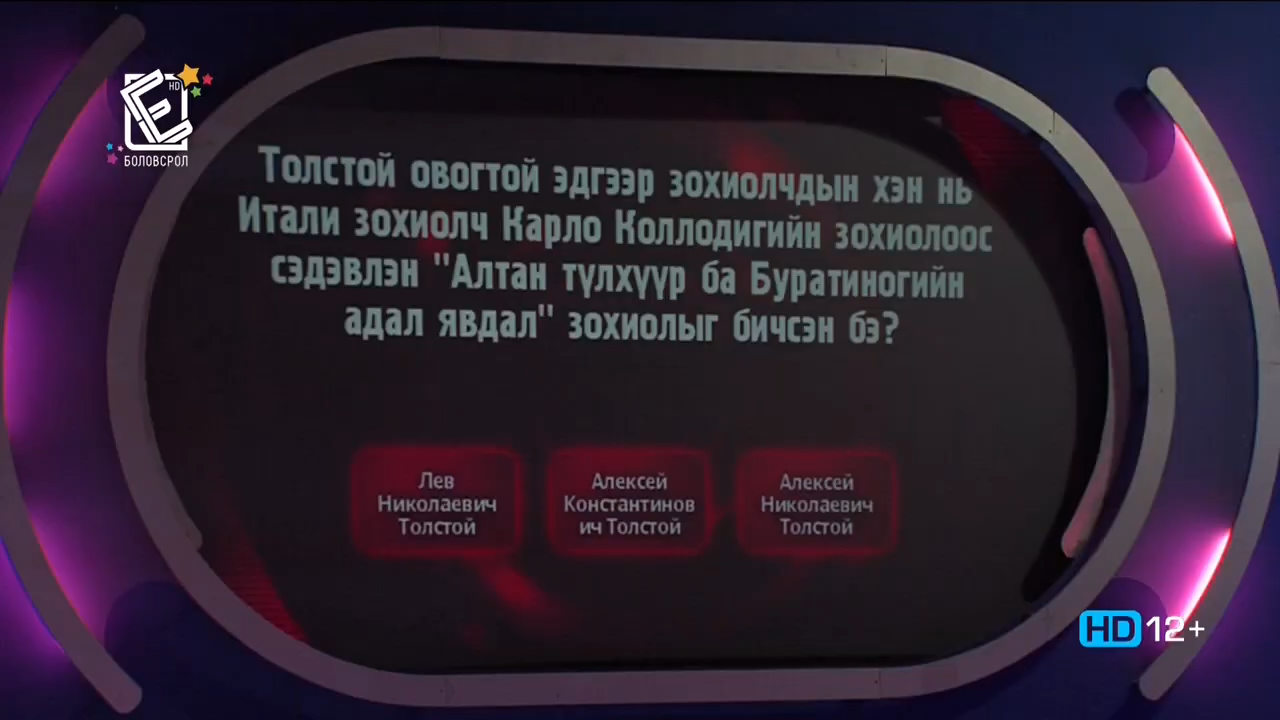 HD
БОЛОВСРОЛ
Толстой овогтой эдгээр зохиолчдын хэн нь
Итали зохиолч Карло Коллодигийн зохиолоос
сэдэвлэн "Алтан түлхүүр ба Буратиногийн
адал явдал" зохиолыг бичсэн бэ?
Лев
Николаевич
Толстой
Алексей
Константинов
ич Толстой
Алексей
Николаевич
Толстой
HD 12+